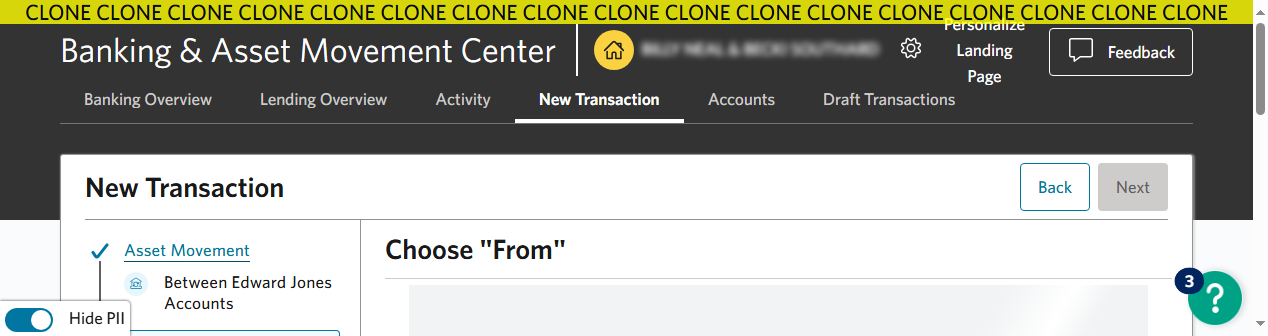 CLONE CLONE CLONE CLONE CLONE CLONE CLONE CLONE CLONE CLONE CLONE CLONE CLONE CLONE CLONE CLONE CLONE
Banking & Asset Movement Center
Personalize
Landing
Page
Feedback
Banking Overview
Lending Overview
Activity
New Transaction
Accounts
Draft Transactions
New Transaction
Back
Next
Asset Movement
Between Edward Jones
Accounts
Choose "From"
3
?
Hide PII